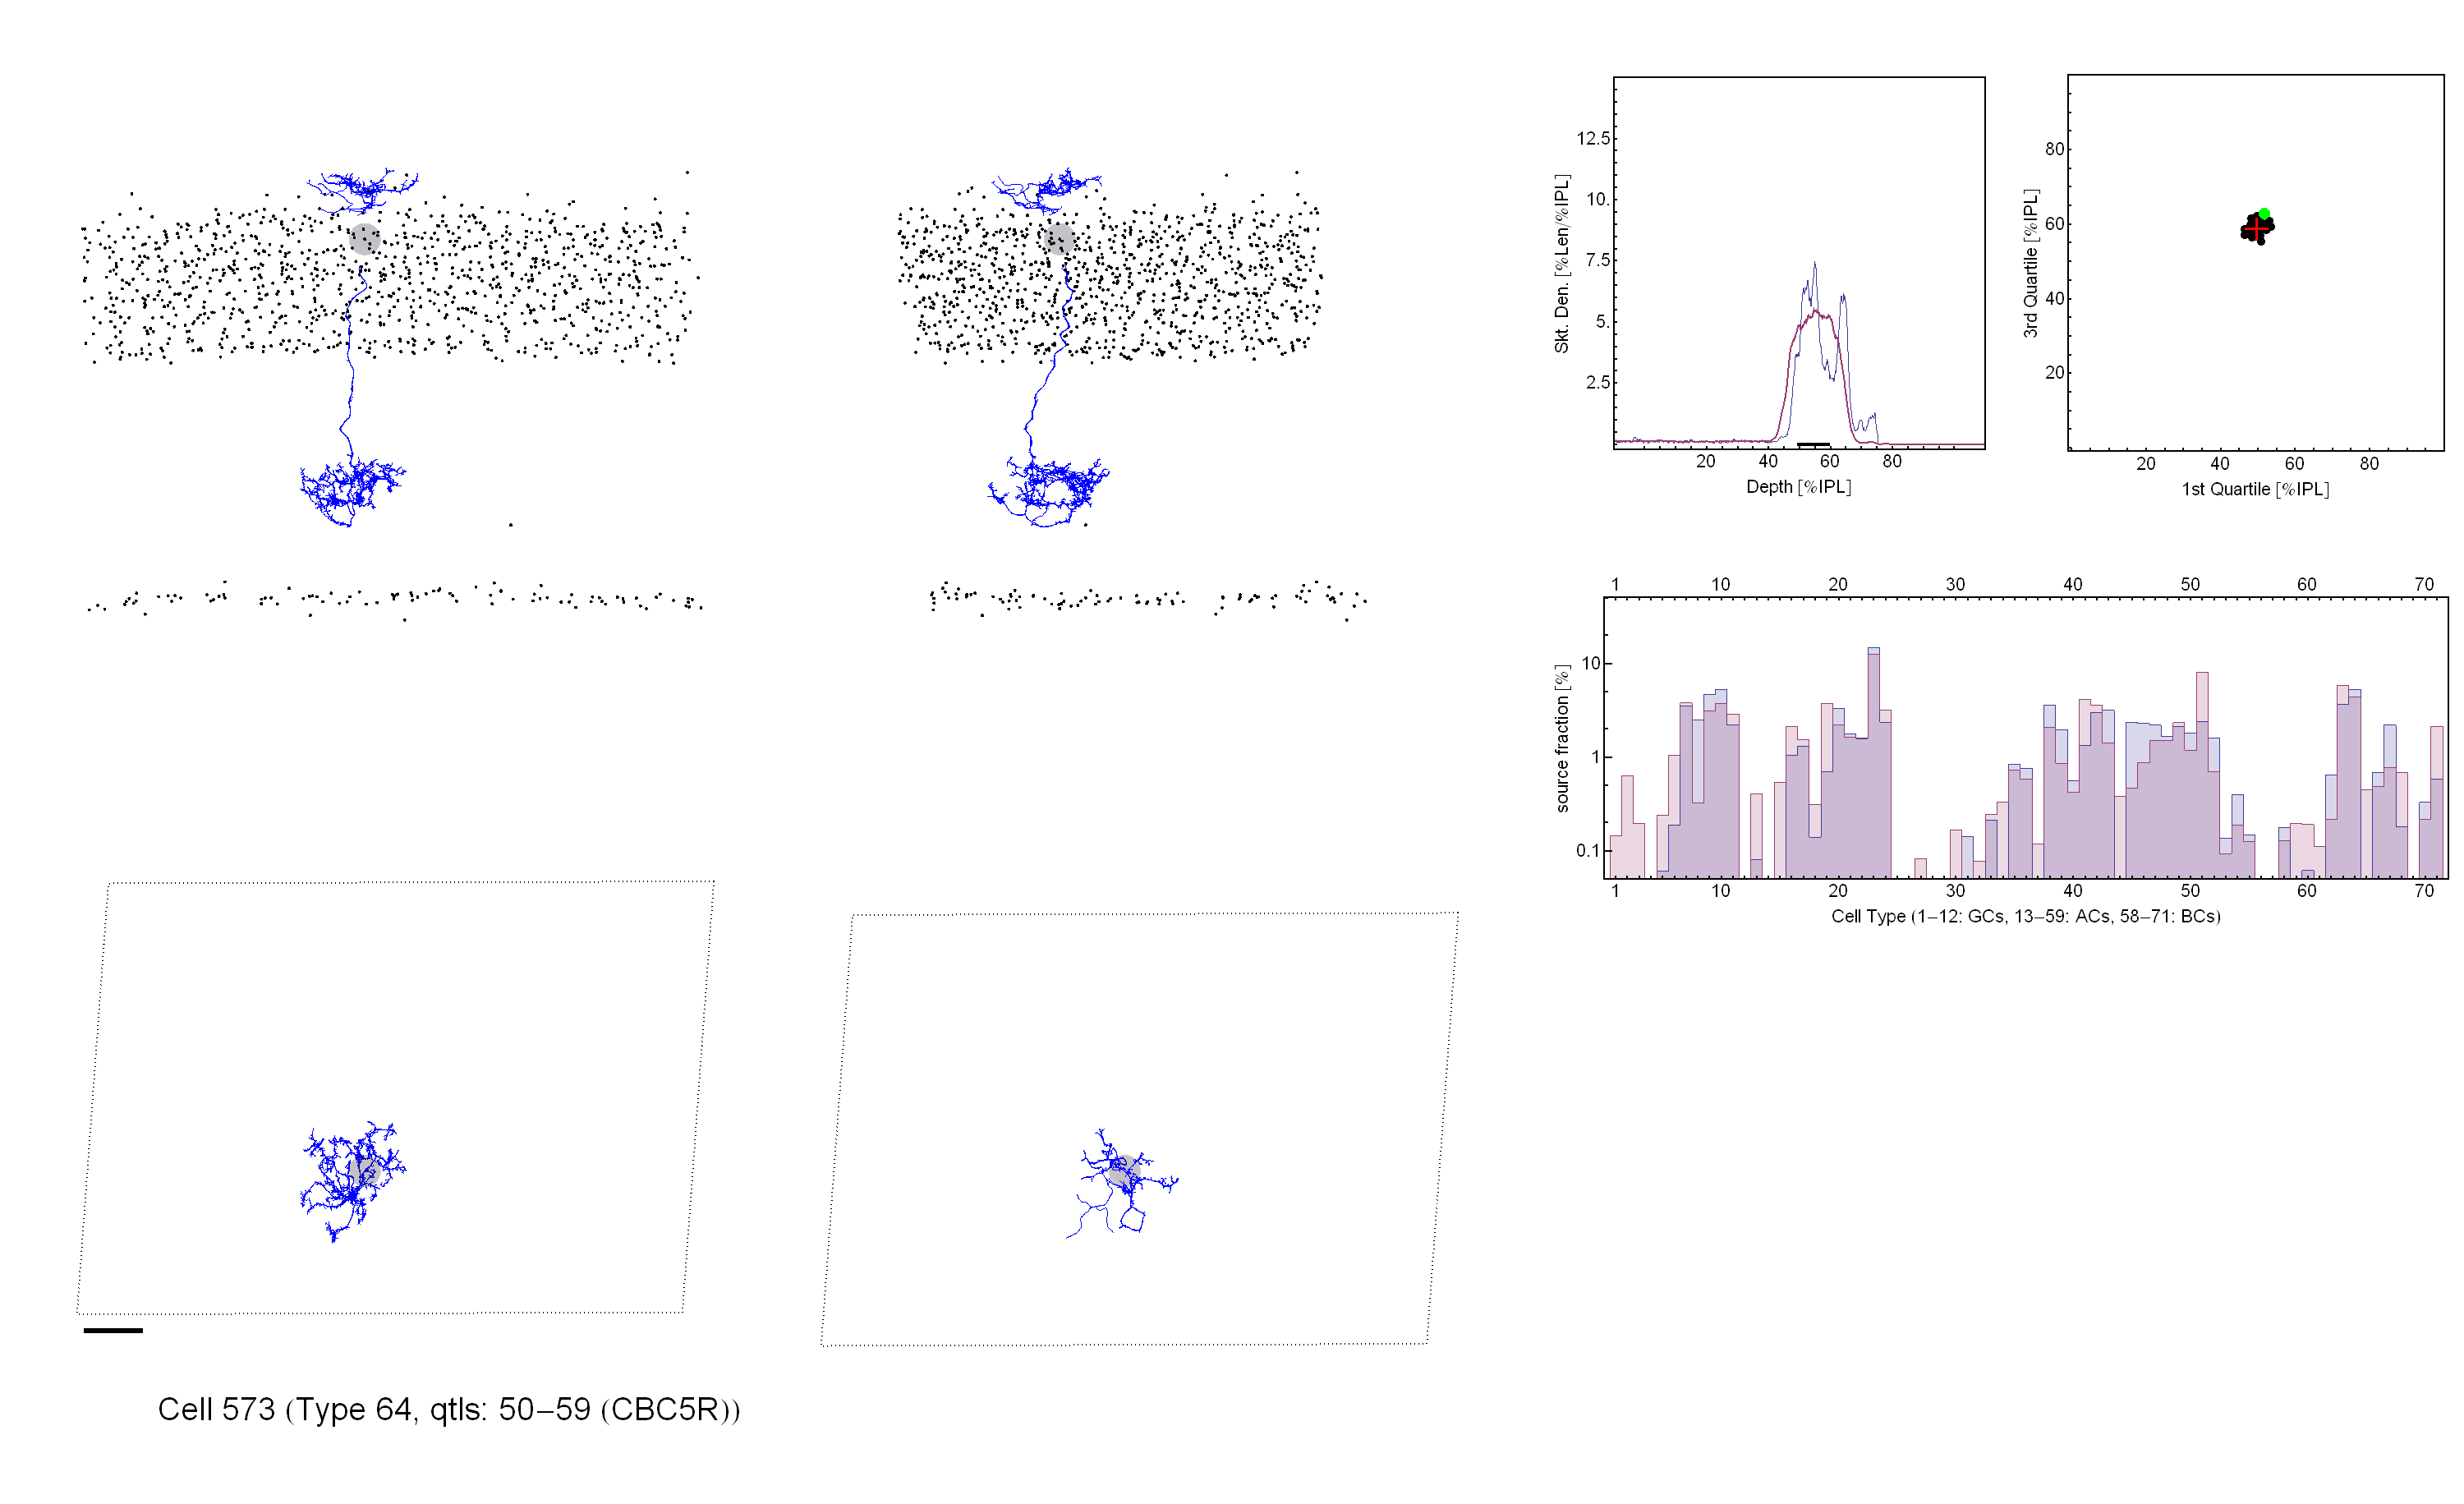 12.5
10.
7.5
5.
2.5
Skt. Den. [%Len/%IPL]
20 40 60 80
Depth [%IPL]
80
60
40
20
3rd Quartile [%IPL]
20 40 60 80
1st Quartile [%IPL]
1 10 20 30 40 50 60 70
10
1
0.1
source fraction [%]
1 10 20 30 40 50 60 70
Cell Type (1–12: GCs, 13–59: ACs, 58–71: BCs)
Cell 573 (Type 64, qtls: 50–59 (CBC5R))